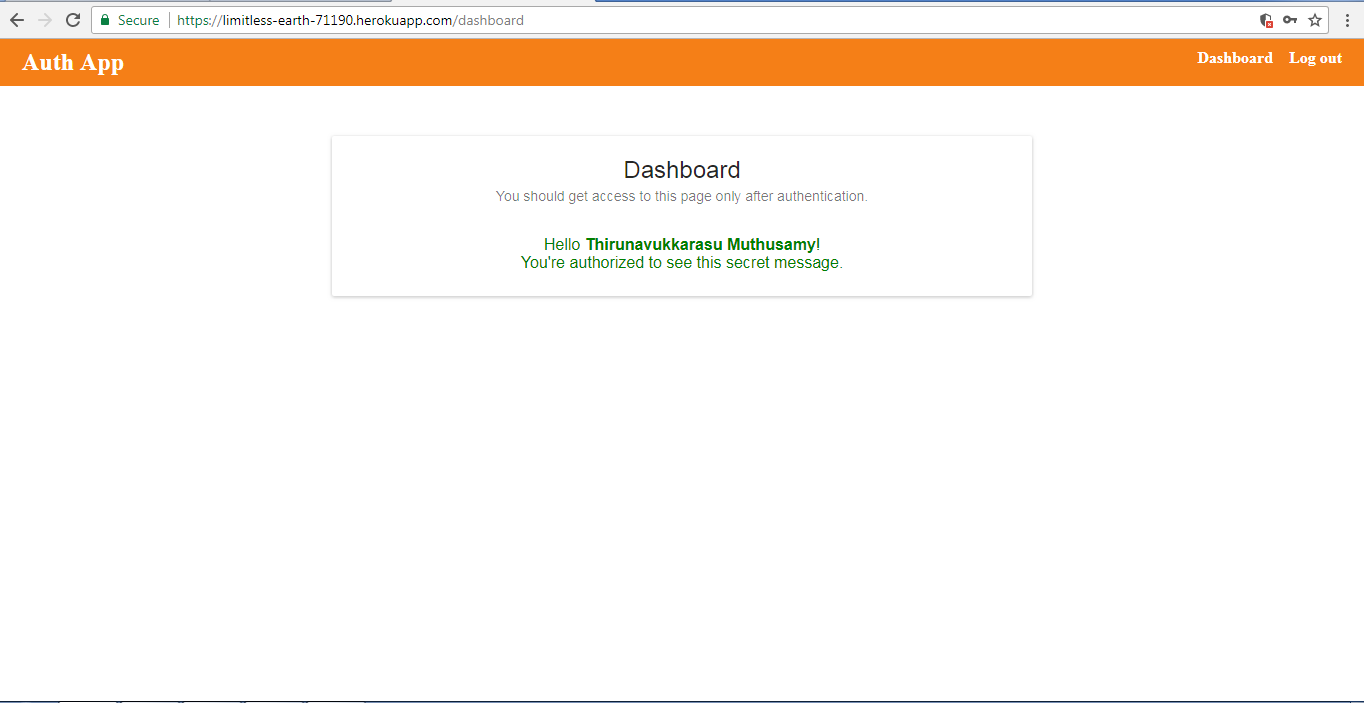 Secure https://limitless-earth-71190.herokuapp.com/dashboard
Auth App Dashboard Log out
Dashboard
You should get access to this page only after authentication.
Hello Thirunavukkarasu Muthusamy!
You're authorized to see this secret message.